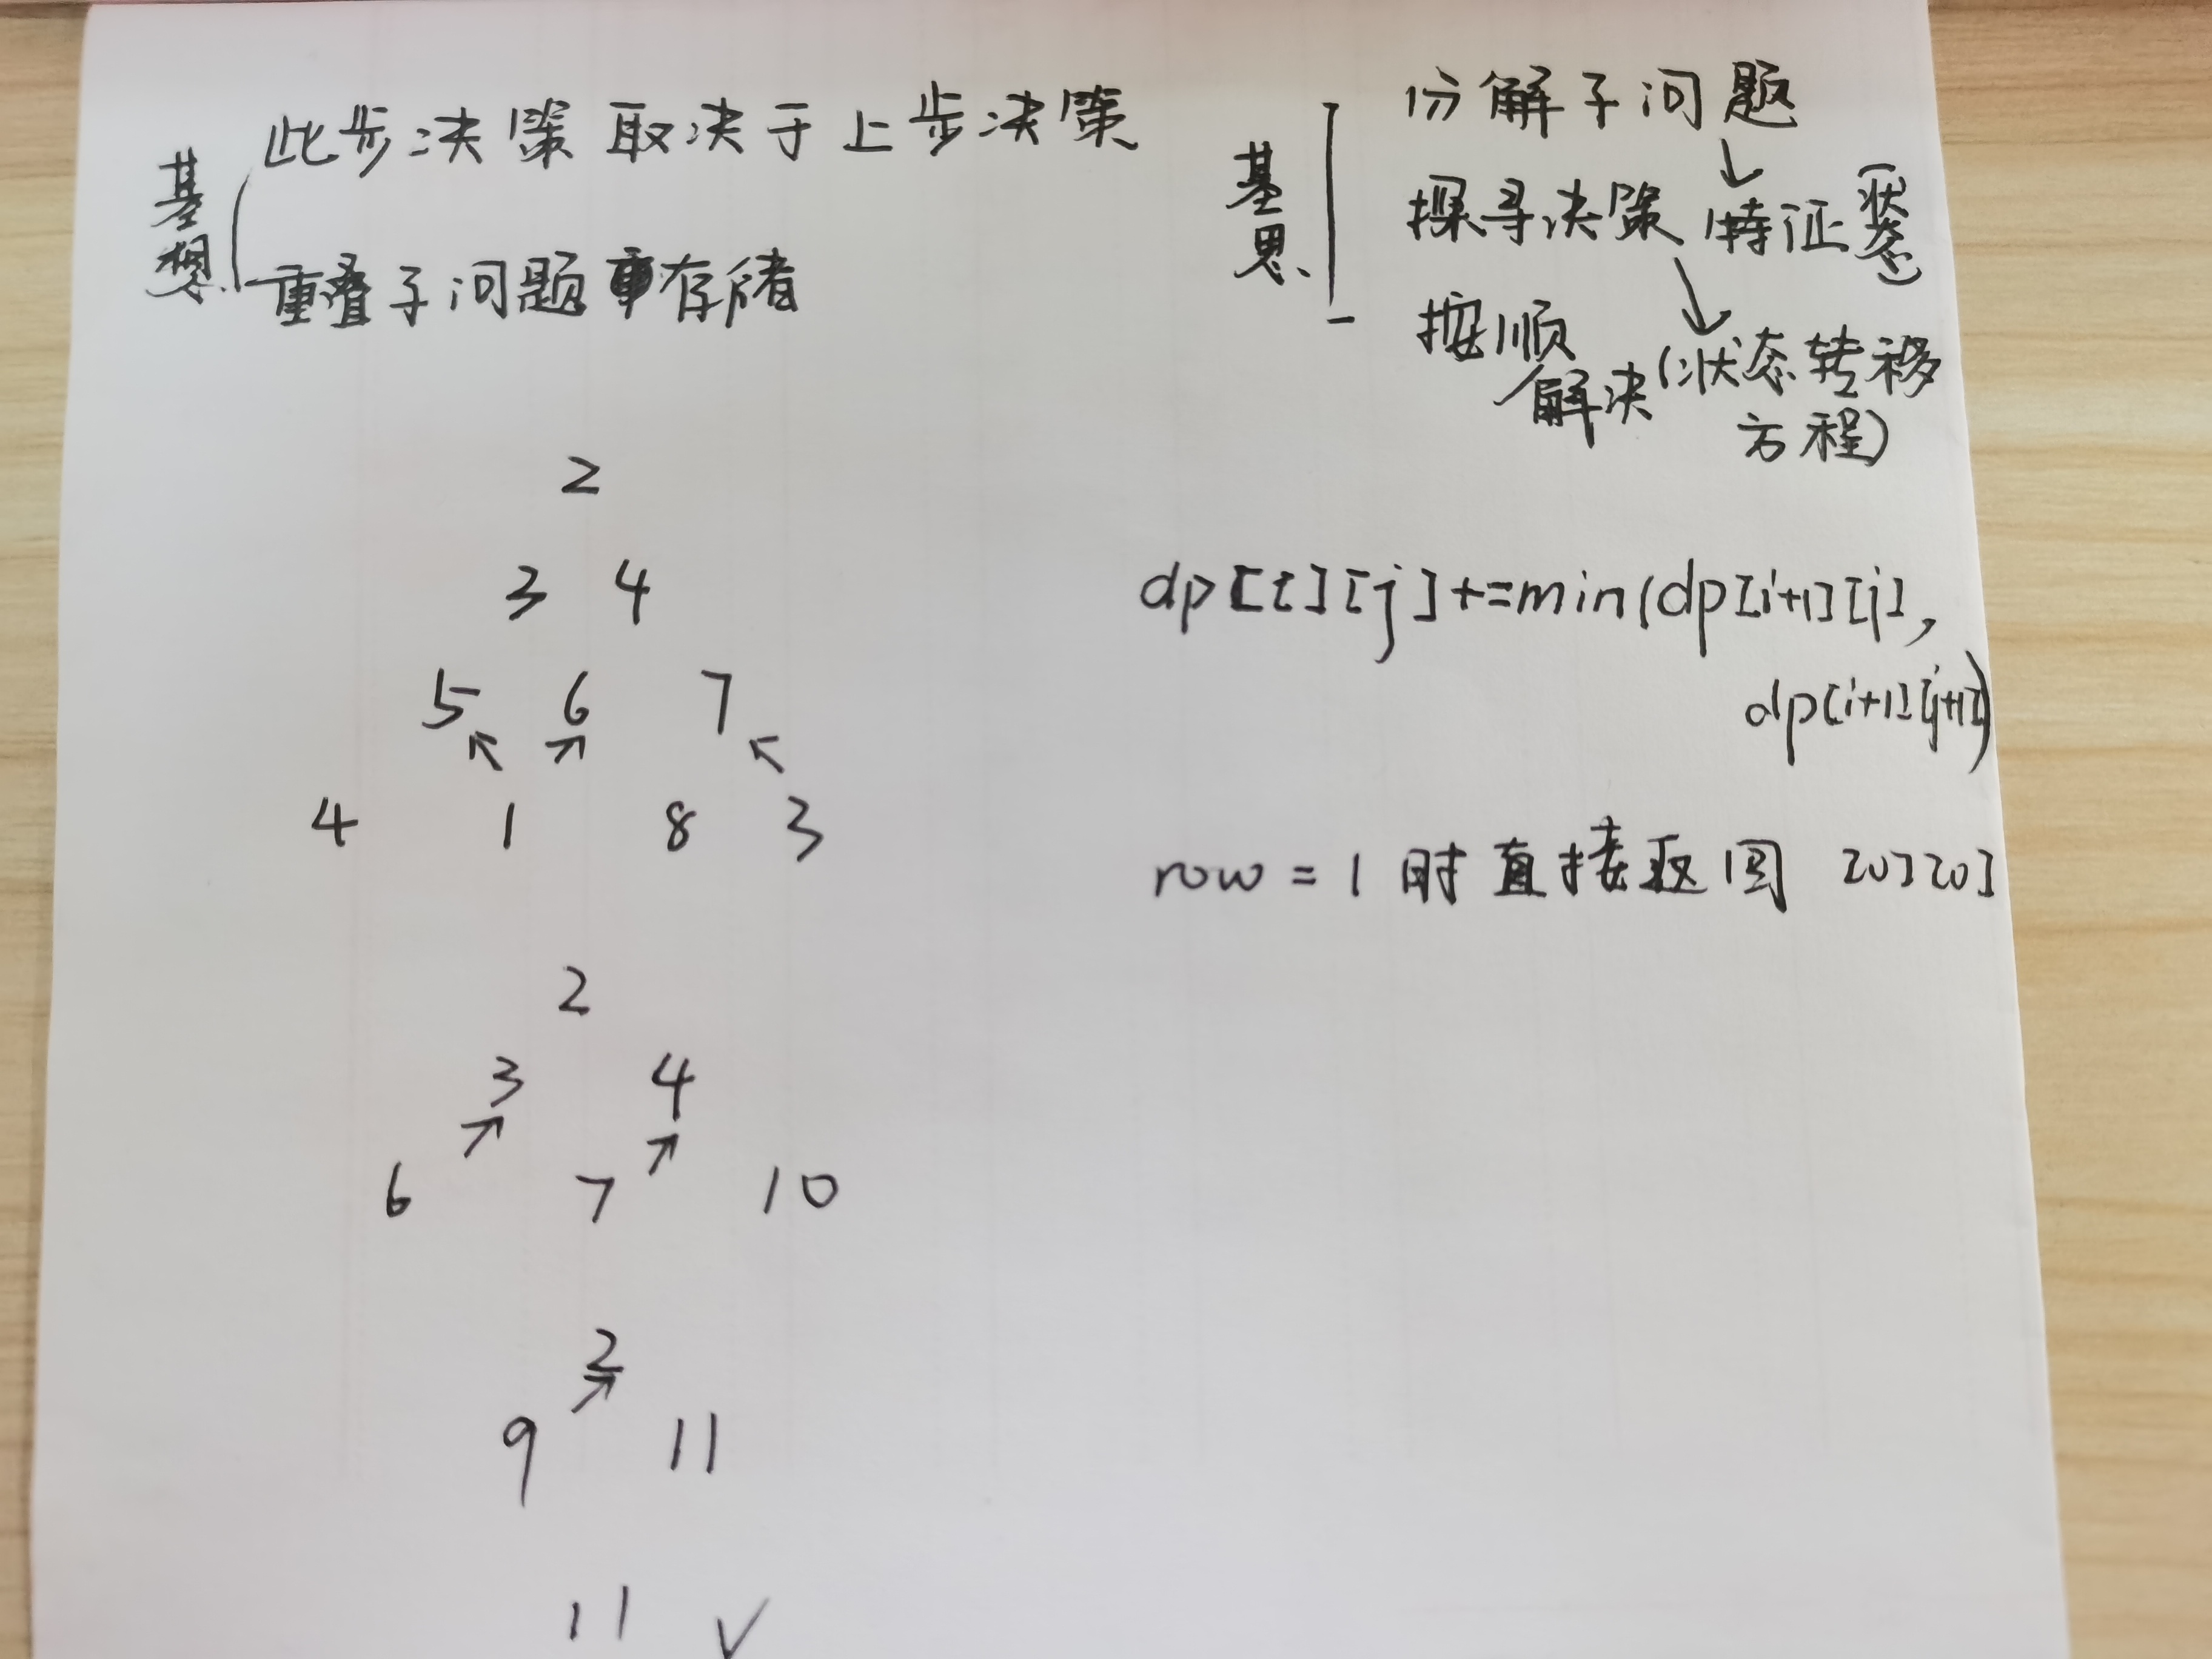 基想
此步决策取决于上步决策
重叠子问题存储
基思
分解子问题
探寻决策特征(状态)
按顺
解决(状态转移
方程)
2
3 4
5 6 7
4 1 8 3
dp[i][j]+=min(dp[i+1][j],
dp[i+1][j+1])
row=1时直接返回[0][0]
2
3 4
6 7 10
2
9 11
11 √